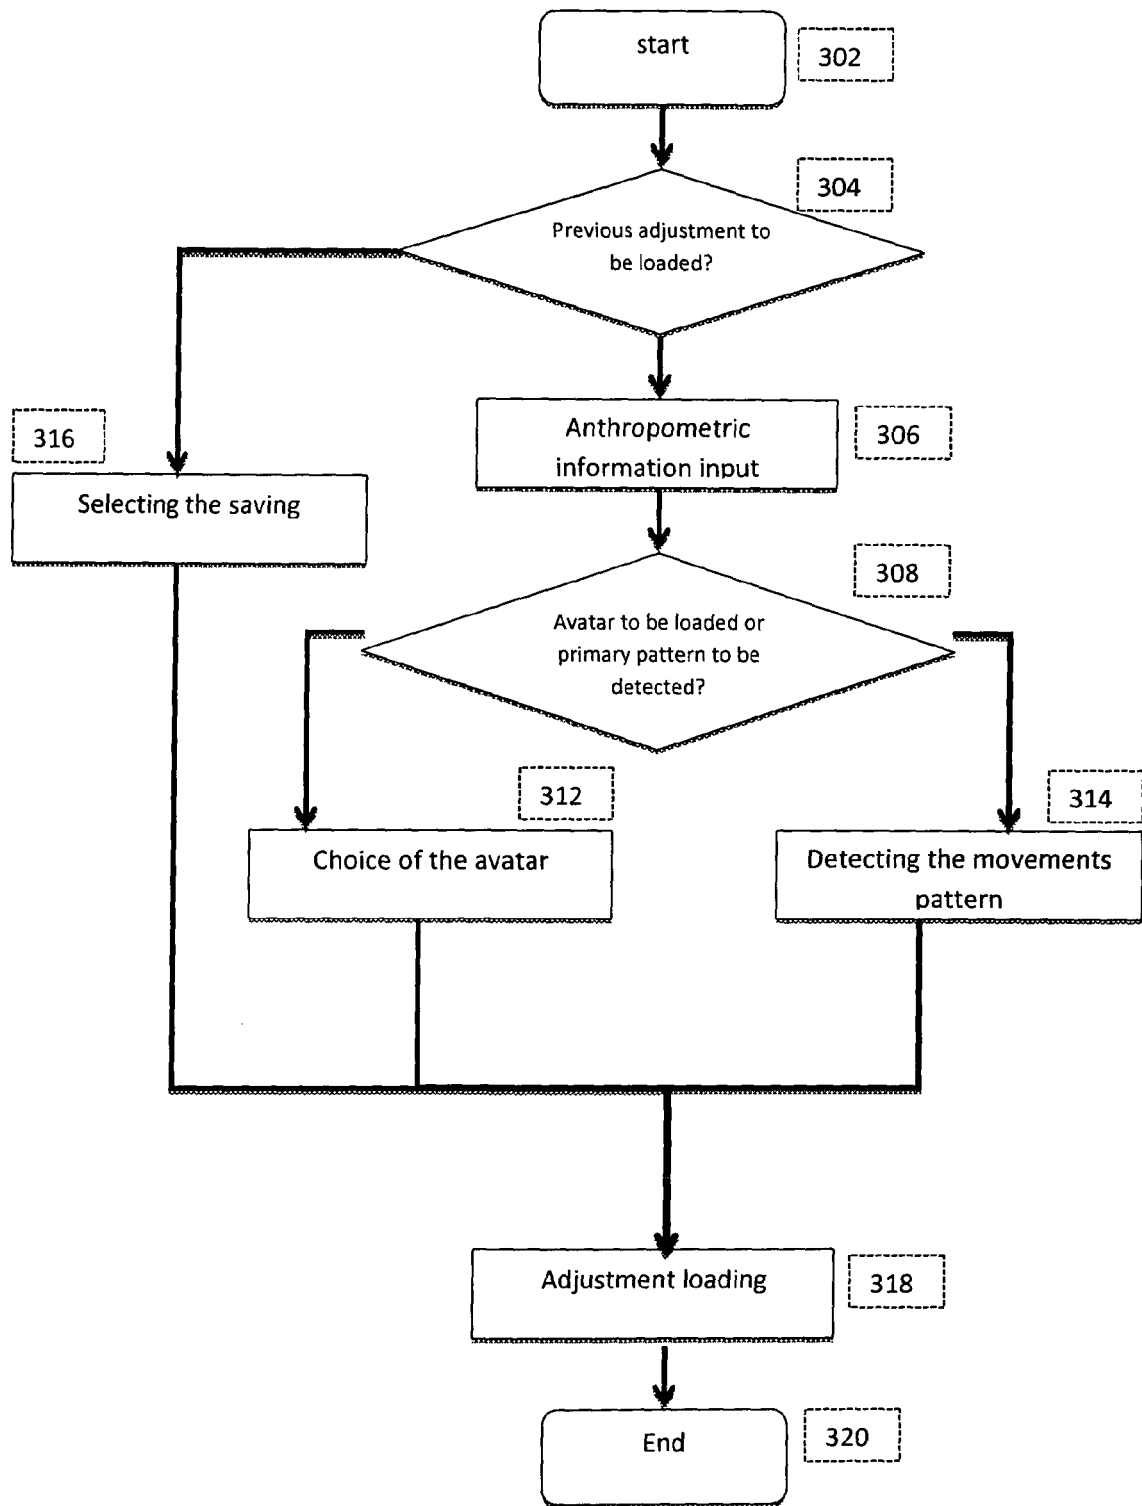 start
302
304
Previous adjustment to
be loaded?
316
Anthropometric
information input
306
Selecting the saving
308
Avatar to be loaded or
primary pattern to be
detected?
312
314
Choice of the avatar
Detecting the movements
pattern
Adjustment loading
318
End
320